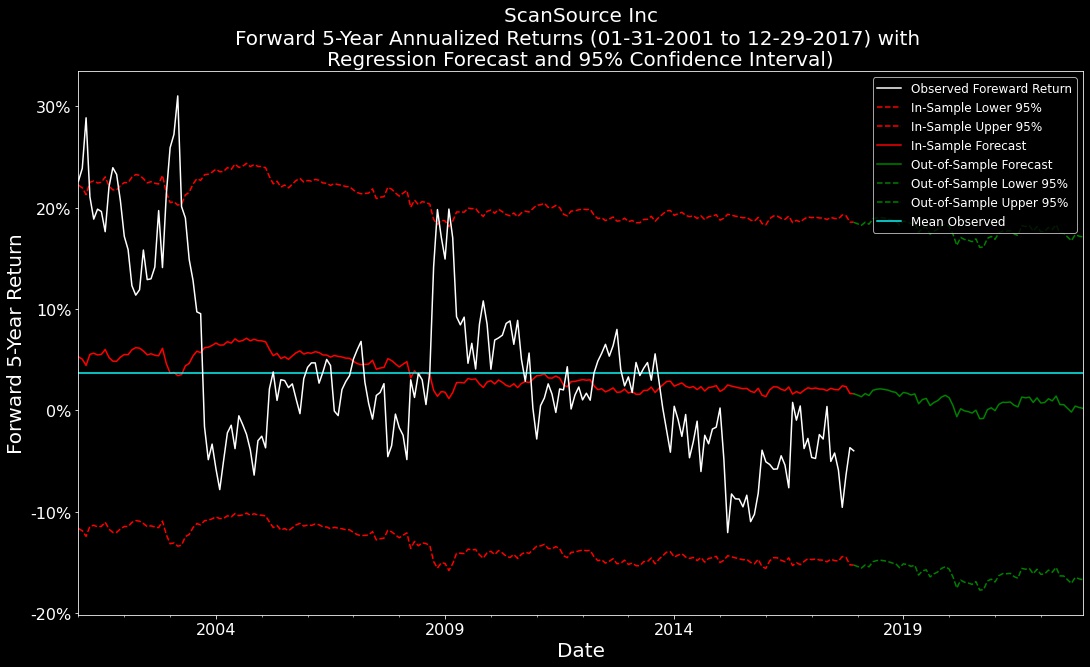 ScanSource Inc
Forward 5-Year Annualized Returns (01-31-2001 to 12-29-2017) with
Regression Forecast and 95% Confidence Interval)
Observed Foreward Return
In-Sample Lower 95%
In-Sample Upper 95%
In-Sample Forecast
Out-of-Sample Forecast
Out-of-Sample Lower 95%
Out-of-Sample Upper 95%
Mean Observed
Forward 5-Year Return
30%
20%
10%
0%
-10%
-20%
2004
2009
2014
2019
Date